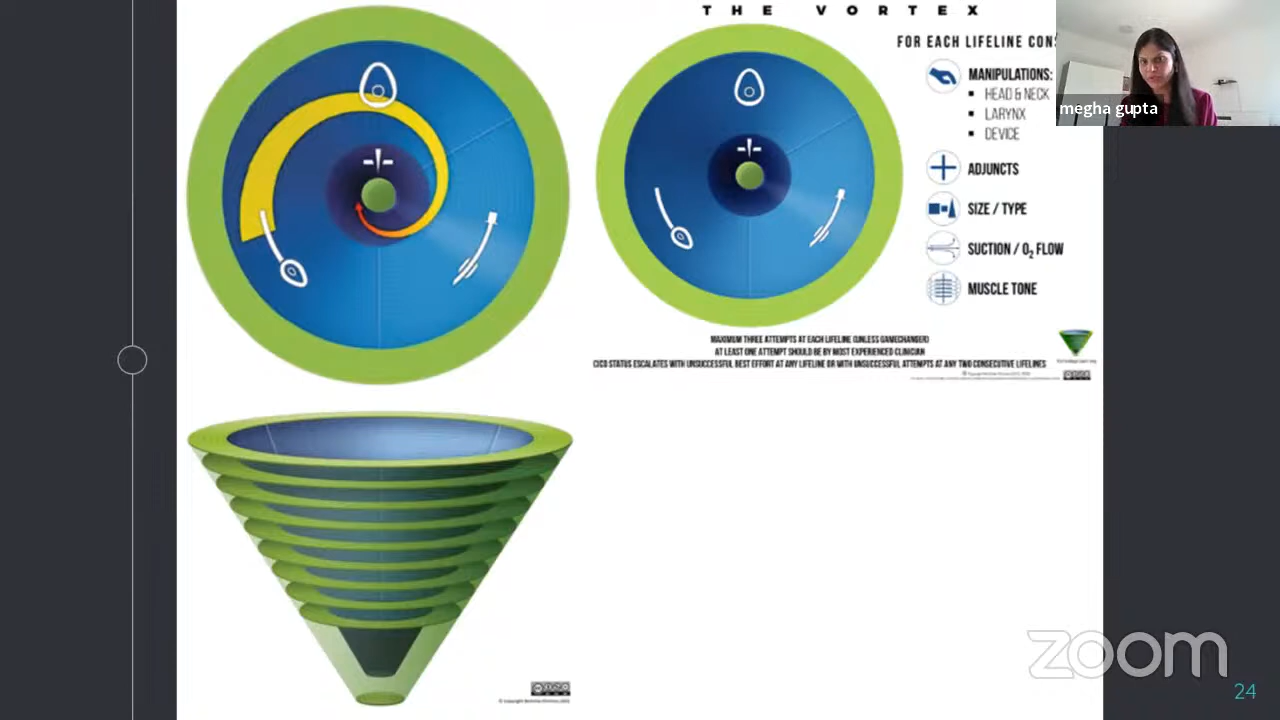 THE VORTEX
FOR EACH LIFELINE CONS
MANIPULATIONS:
▪ HEAD & NECK
▪ LARYNX
▪ DEVICE
megha gupta
ADJUNCTS
SIZE / TYPE
SUCTION / O₂ FLOW
MUSCLE TONE
MAXIMUM THREE ATTEMPTS AT EACH LIFELINE (UNLESS GAMECHANGER)
AT LEAST ONE ATTEMPT SHOULD BE BY MOST EXPERIENCED CLINICIAN
CICO STATUS ESCALATES WITH UNSUCCESSFUL BEST EFFORT AT ANY LIFELINE OR WITH UNSUCCESSFUL ATTEMPTS AT ANY TWO CONSECUTIVE LIFELINES
zoom
24